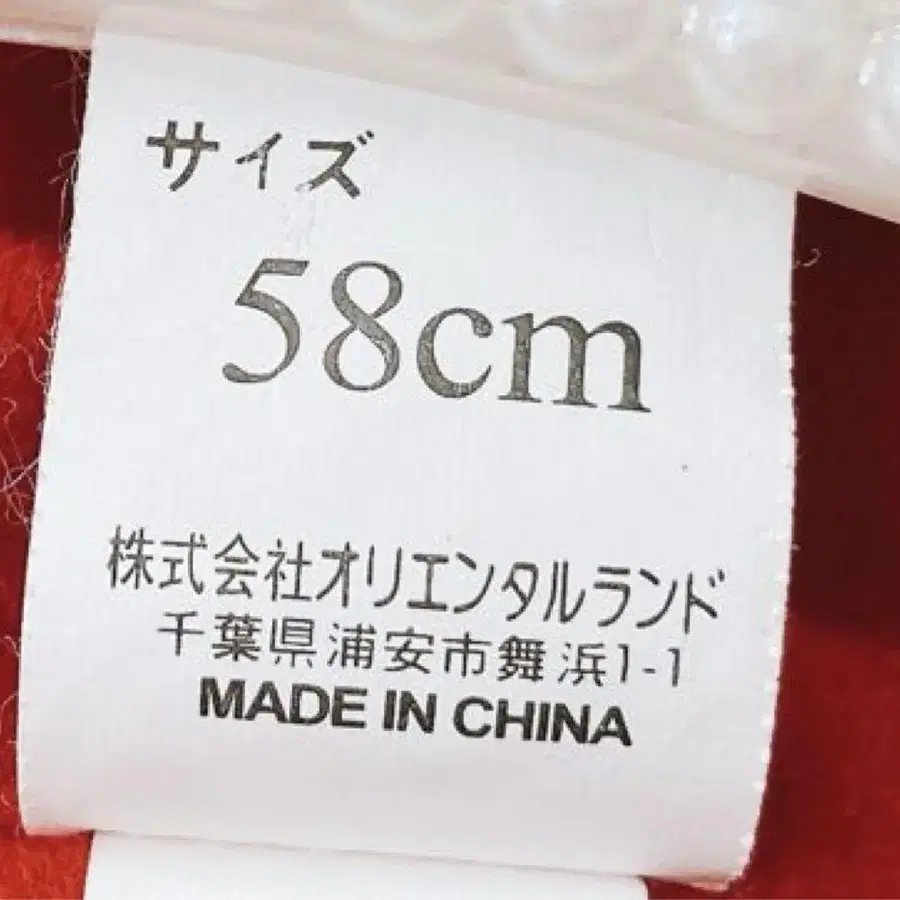 サイズ
58cm
株式会社オリエンタルランド
千葉県浦安市舞浜1-1
MADE IN CHINA